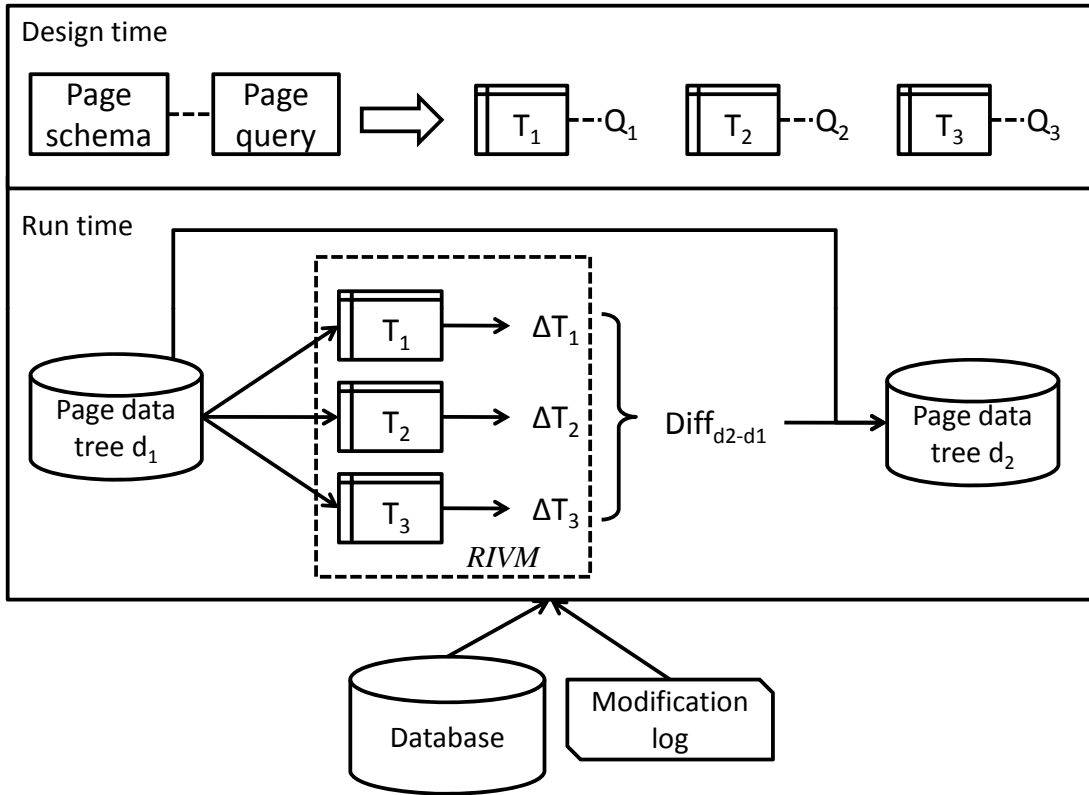 Design time
Page schema
Page query
T₁ Q₁
T₂ Q₂
T₃ Q₃
Run time
Page data
tree d₁
T₁ ΔT₁
T₂ ΔT₂
T₃ ΔT₃
RIVM
Diff_d2-d1
Page data
tree d₂
Database
Modification
log